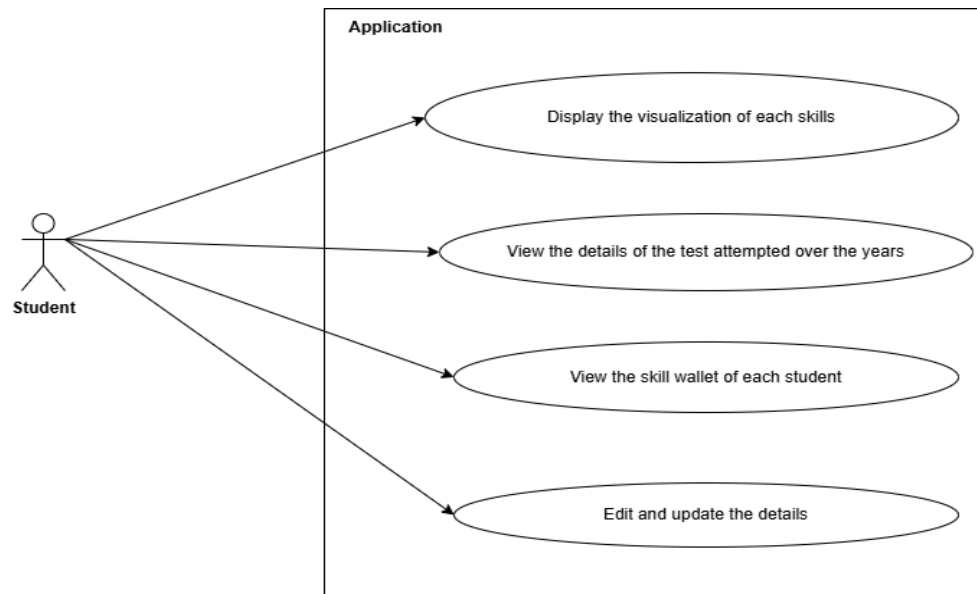 Application
Display the visualization of each skills
View the details of the test attempted over the years
Student
View the skill wallet of each student
Edit and update the details